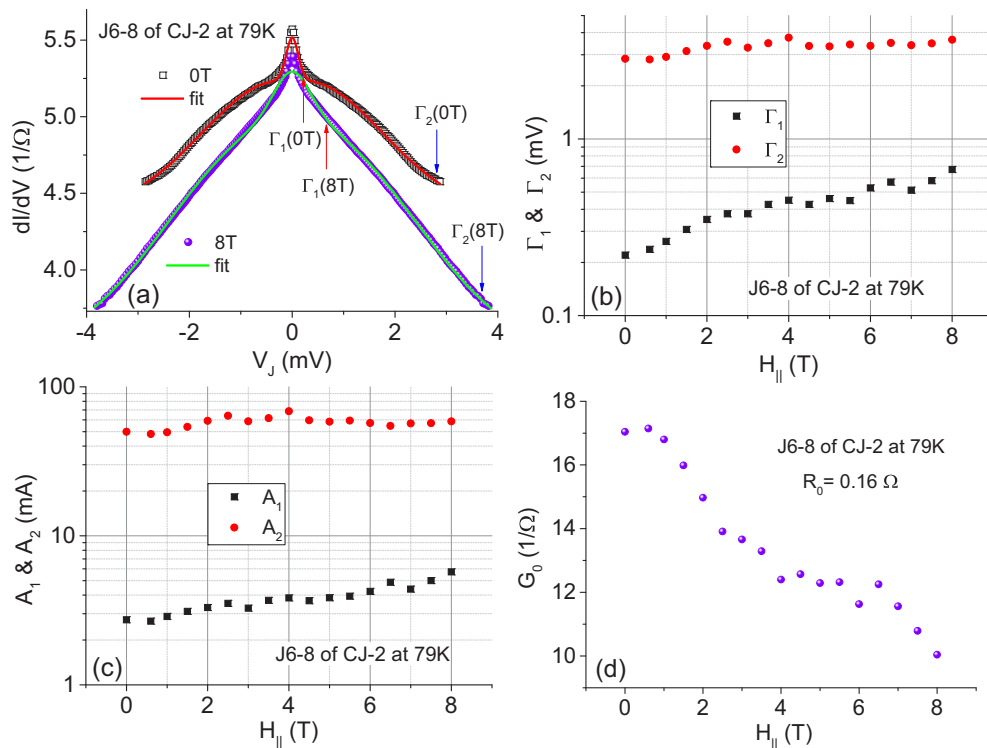 J6-8 of CJ-2 at 79K
0T
fit
Γ1(0T)
Γ1(8T)
Γ2(0T)
Γ2(8T)
8T
fit
(a)
dI/dV (1/Ω)
5.5
5.0
4.5
4.0
-4 -2 0 2 4
VJ (mV)
Γ1
Γ2
Γ1 & Γ2 (mV)
1
0.1
J6-8 of CJ-2 at 79K
(b)
0 2 4 6 8
H|| (T)
100
10
1
A1 & A2 (mA)
A1
A2
J6-8 of CJ-2 at 79K
(c)
0 2 4 6 8
H|| (T)
18
16
14
12
10
G0 (1/Ω)
J6-8 of CJ-2 at 79K
R0= 0.16 Ω
(d)
0 2 4 6 8
H|| (T)